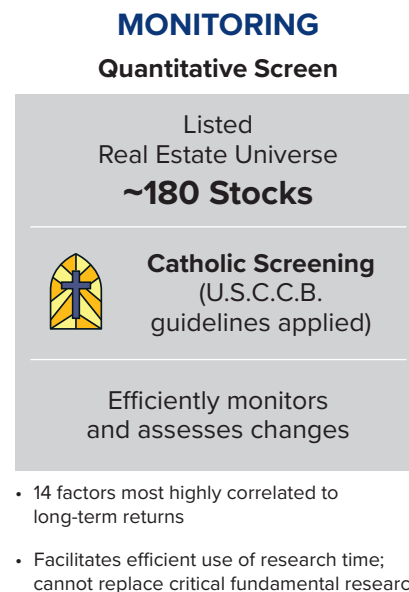 MONITORING
Quantitative Screen
Listed
Real Estate Universe
~180 Stocks
Catholic Screening
(U.S.C.C.B.
guidelines applied)
Efficiently monitors
and assesses changes
• 14 factors most highly correlated to
long-term returns
• Facilitates efficient use of research time;
cannot replace critical fundamental researc